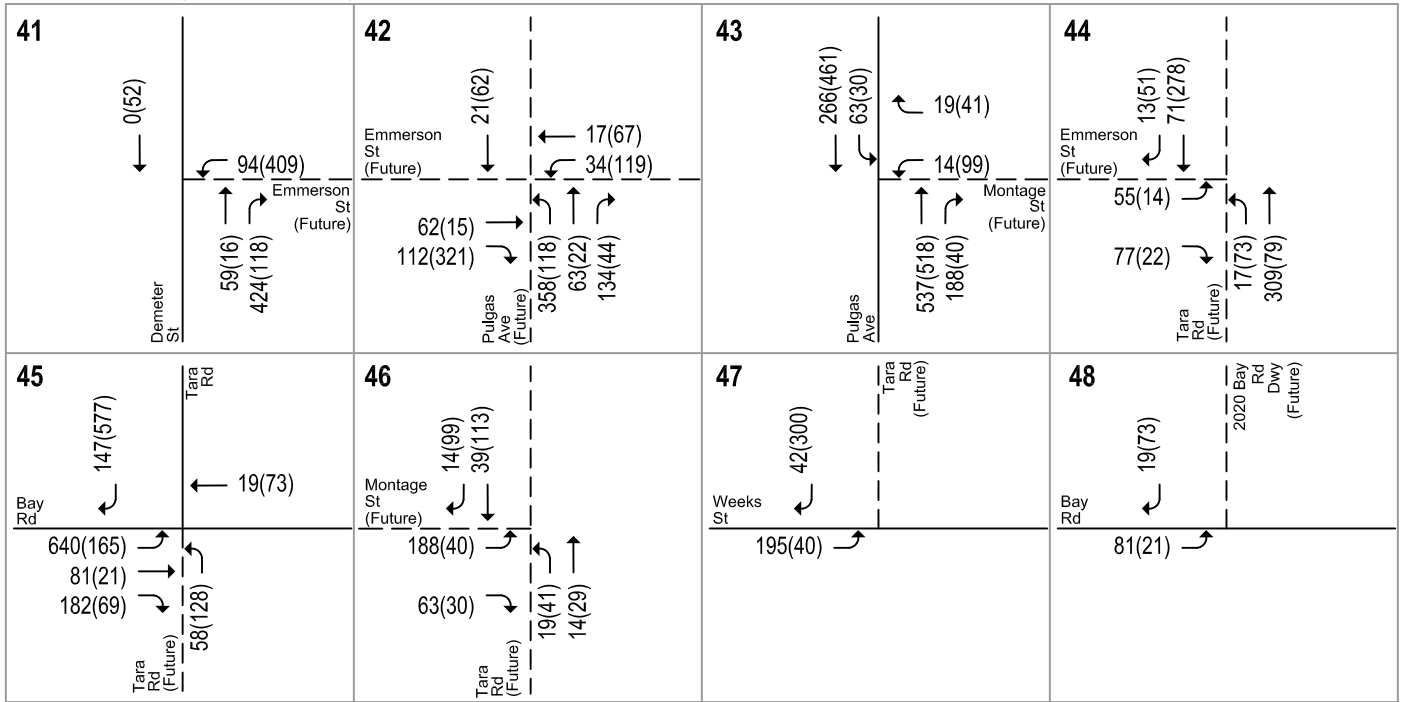 41
0(52)
94(409)
Emmerson
St
(Future)
59(16)
424(118)
Demeter
St
42
21(62)
Emmerson
St
(Future)
17(67)
34(119)
62(15)
112(321)
358(118)
63(22)
134(44)
Pulgas
Ave
(Future)
43
266(461)
63(30)
19(41)
14(99)
Montage
St
(Future)
537(518)
188(40)
Pulgas
Ave
44
13(51)
71(278)
Emmerson
St
(Future)
55(14)
77(22)
17(73)
309(79)
Tara
Rd
(Future)
45
Tara
Rd
147(577)
19(73)
Bay
Rd
640(165)
81(21)
182(69)
58(128)
Tara
Rd
(Future)
46
14(99)
39(113)
Montage
St
(Future)
188(40)
63(30)
19(41)
14(29)
Tara
Rd
(Future)
47
Tara
Rd
(Future)
42(300)
Weeks
St
195(40)
48
2020 Bay
Rd
Dwy
(Future)
19(73)
Bay
Rd
81(21)